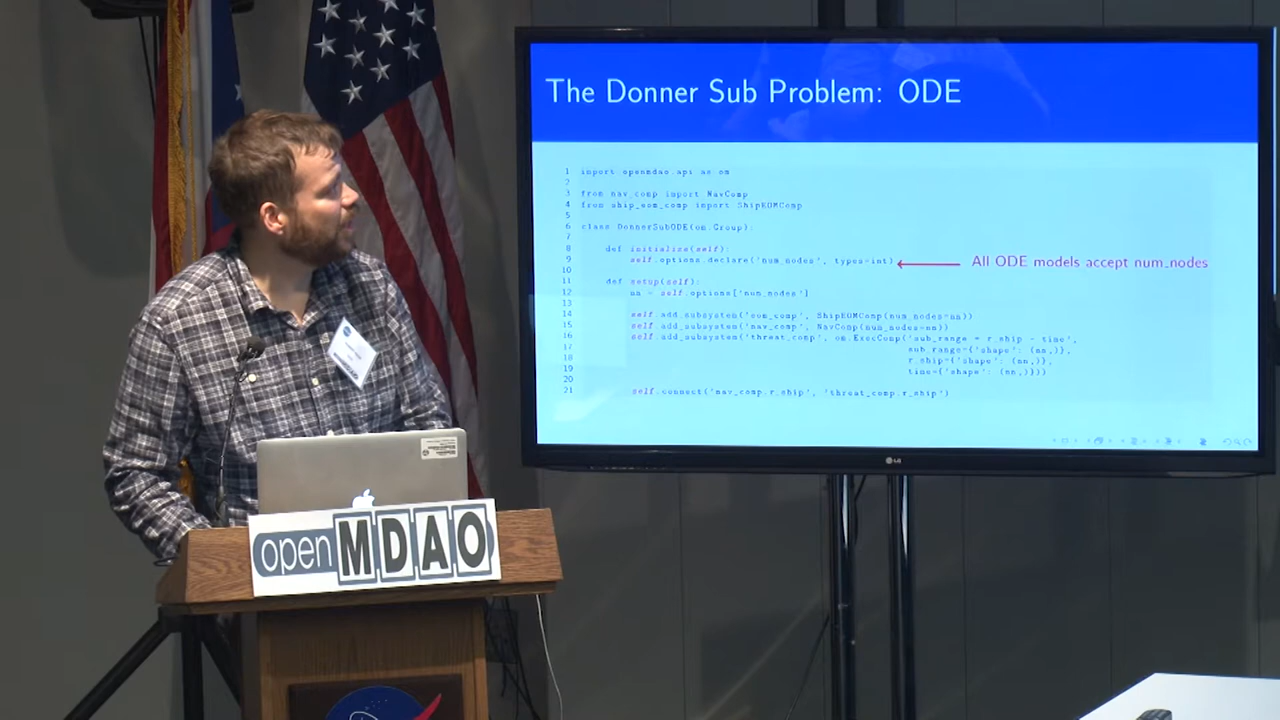 The Donner Sub Problem: ODE
1 import openmdao.api as om
2
3 from nav_comp import NavComp
4 from ship_eom_comp import ShipEOMComp
5
6 class DonnerSubODE(om.Group):
7
8 def initialize(self):
9 self.options.declare('num_nodes', types=int)
All ODE models accept num_nodes
10
11 def setup(self):
12 nn = self.options['num_nodes']
13
14 self.add_subsystem('eom_comp', ShipEOMComp(num_nodes=nn))
15 self.add_subsystem('nav_comp', NavComp(num_nodes=nn))
16 self.add_subsystem('threat_comp', om.ExecComp('sub_range = r_ship - time',
17 sub_range={'shape': (nn,)},
18 r_ship={'shape': (nn,)},
19 time={'shape': (nn,)}))
20
21 self.connect('nav_comp.r_ship', 'threat_comp.r_ship')
LG
open MDAO